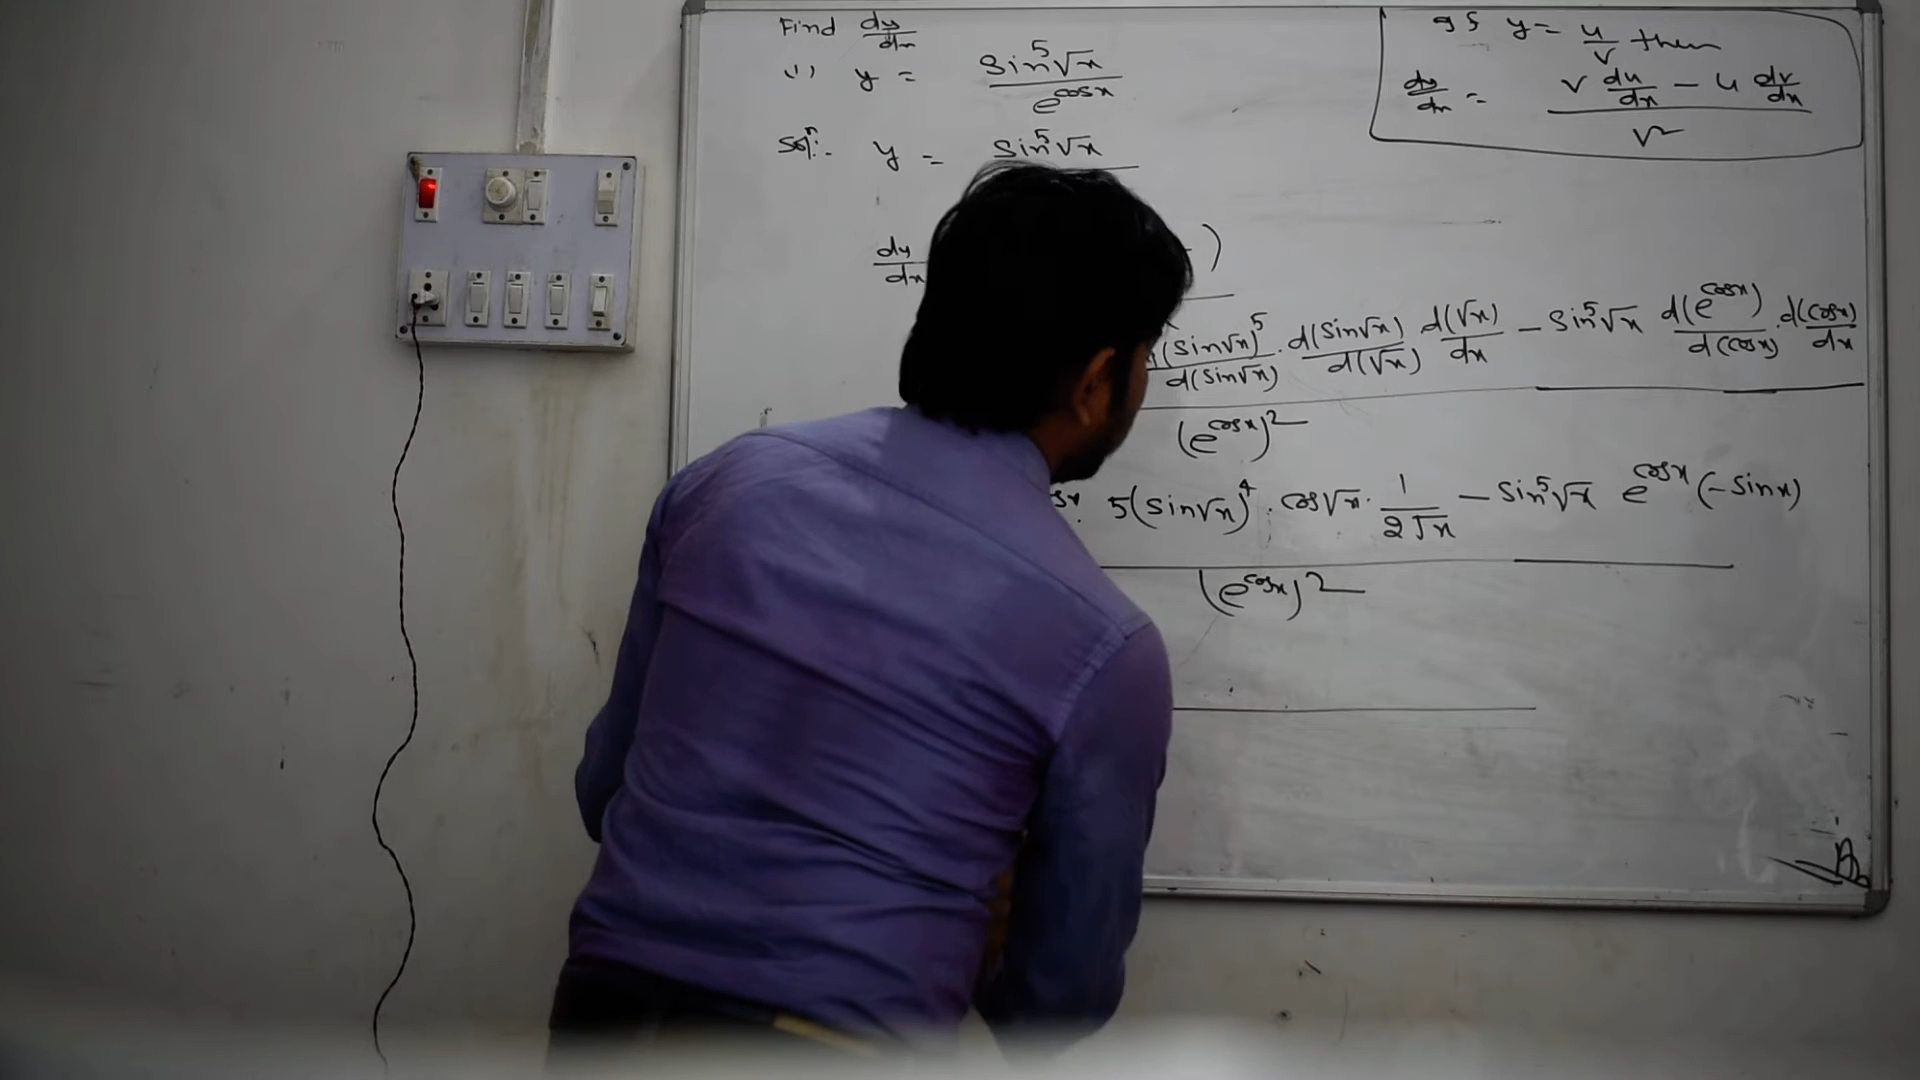 Find dy/dx
(1) y = sin⁵√x / e^cosx
If y = u/v then
dy/dx = (v du/dx - u dv/dx) / v²
Solⁿ:- y = sin⁵√x
dy/dx )
d(sin√x)⁵/d(sin√x) . d(sin√x)/d(√x) d(√x)/dx - sin⁵√x d(e^cosx)/d(cosx) . d(cosx)/dx
(e^cosx)²
5(sin√x)⁴ . cos√x . 1/2√x - sin⁵√x e^cosx (-sinx)
(e^cosx)²